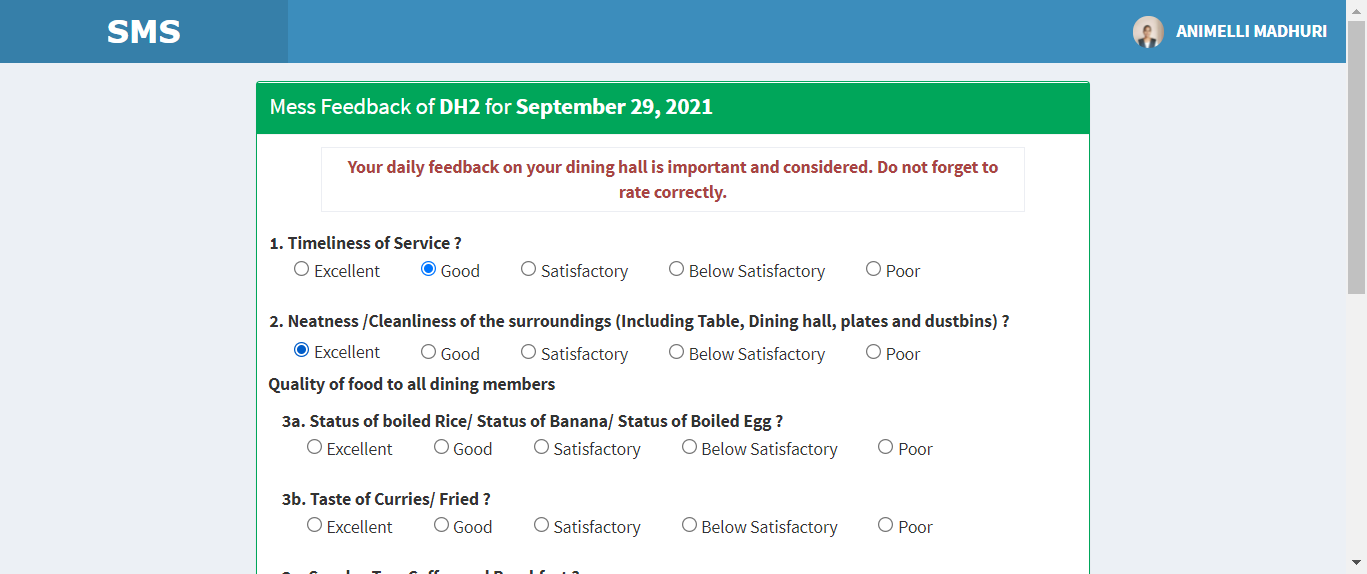 SMS
ANIMELLI MADHURI
Mess Feedback of DH2 for September 29, 2021
Your daily feedback on your dining hall is important and considered. Do not forget to
rate correctly.
1. Timeliness of Service ?
Excellent Good Satisfactory Below Satisfactory Poor
2. Neatness /Cleanliness of the surroundings (Including Table, Dining hall, plates and dustbins) ?
Excellent Good Satisfactory Below Satisfactory Poor
Quality of food to all dining members
3a. Status of boiled Rice/ Status of Banana/ Status of Boiled Egg ?
Excellent Good Satisfactory Below Satisfactory Poor
3b. Taste of Curries/ Fried ?
Excellent Good Satisfactory Below Satisfactory Poor